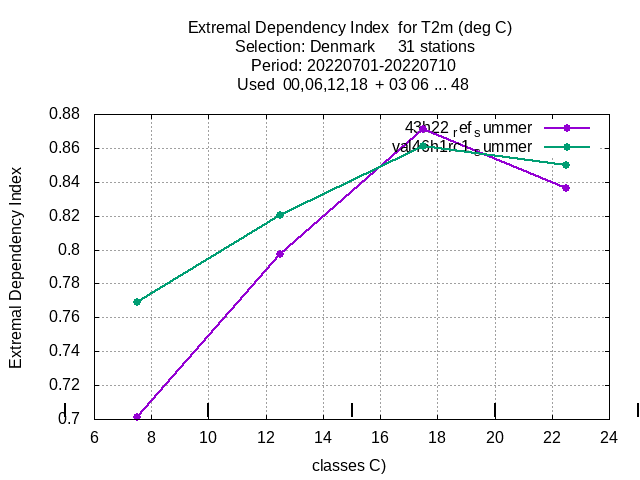 Extremal Dependency Index for T2m (deg C)
Selection: Denmark 31 stations
Period: 20220701-20220710
Used 00,06,12,18 + 03 06 ... 48
0.88
0.86
0.84
0.82
0.8
0.78
0.76
0.74
0.72
0.7
Extremal Dependency Index
43h22_ref_summer
val46h1rc1_summer
6 8 10 12 14 16 18 20 22 24
classes C)